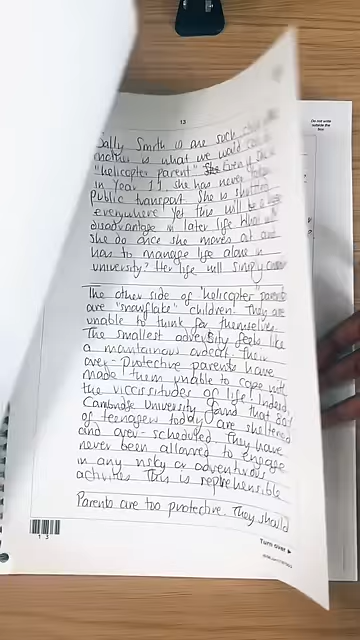 Do not write
outside the
box
13
Sally Smith is one such
mother is what we would
"helicopter parent" She Even
in Year 11 she has never
public transport. She is
everywhere! Yet this will be
disadvantage in later life. What
she do once she moves out and
has to manage life alone in
university? Her life will simply
The other side of "helicopter parents
are "snowflake" children. They are
unable to think for themselves.
The smallest adversity feels like
a mountainous ordeal. Their
over-protective parents have
made them unable to cope with
the viccissitudes of life! Indeed
Cambridge University found that
of teenagers today are sheltered
and over-scheduled. They have
never been allowed to engage
in any risky or adventurous
activities. This is reprehensible
Parents are too protective. They should
13
Turn over ►